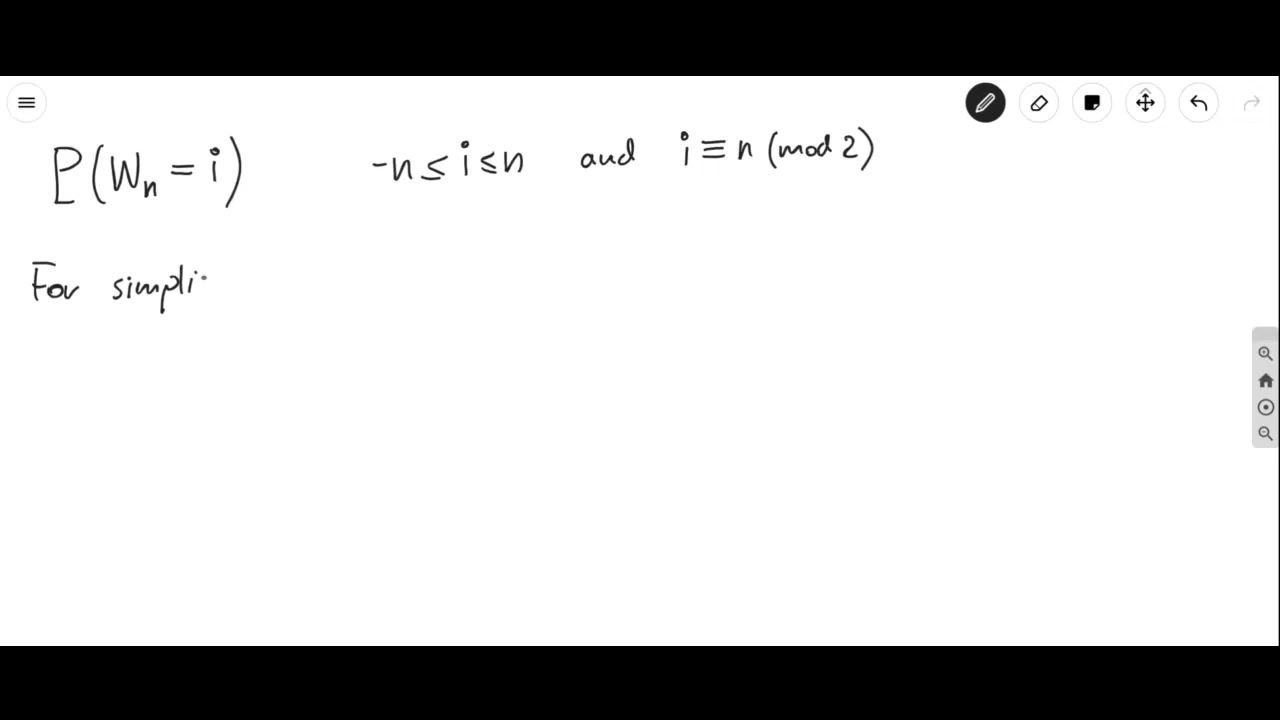 P(Wₙ = i) -n ≤ i ≤ n and i ≡ n (mod 2)
For simpli